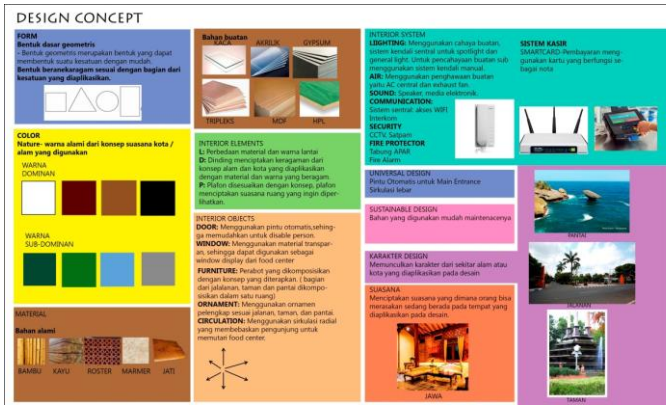 DESIGN CONCEPT
FORM
Bentuk dasar geometris
- Bentuk geometris merupakan bentuk yang dapat
membentuk suatu kesatuan dengan mudah.
Bentuk beranekaragam sesuai dengan bagian dari
kesatuan yang diaplikasikan.
COLOR
Nature- warna alami dari konsep suasana kota /
alam yang digunakan
WARNA
DOMINAN
WARNA
SUB-DOMINAN
MATERIAL
Bahan alami
BAMBU KAYU ROSTER MARMER JATI
Bahan buatan
KACA AKRILIK GYPSUM
TRIPLEKS MDF HPL
INTERIOR ELEMENTS
L: Perbedaan material dan warna lantai
D: Dinding menciptakan keragaman dari
konsep alam dan kota yang diaplikasikan
dengan material dan warna yang beragam.
P: Plafon disesuaikan dengan konsep, plafon
menciptakan suasana ruang yang ingin diper-
lihatkan.
INTERIOR OBJECTS
DOOR: Menggunakan pintu otomatis,sehing-
ga memudahkan untuk disable person.
WINDOW: Menggunakan material transpar-
an, sehingga dapat digunakan sebagai
window display dari food center
FURNITURE: Perabot yang dikomposisikan
dengan konsep yang diterapkan. ( bagian
dari jalalanan, taman dan pantai dikompo-
sisikan dalam satu ruang)
ORNAMENT: Menggunakan ornamen
pelengkap sesuai jalanan, taman, dan pantai.
CIRCULATION: Menggunakan sirkulasi radial
yang membebaskan pengunjung untuk
memutari food center.
INTERIOR SYSTEM
LIIGHTING: Menggunakan cahaya buatan,
sistem kendali sentral untuk spotlight dan
general light. Untuk pencahayaan buatan sub
menggunakan sistem kendali manual.
AIR: Menggunakan penghawaan buatan
yaitu AC central dan exhaust fan.
SOUND: Speaker, media elektronik.
COMMUNICATION:
Sistem sentral: akses WIFI
Interkom
SECURITY
CCTV, Satpam
FIRE PROTECTOR
Tabung APAR
Fire Alarm
SISTEM KASIR
SMARTCARD-Pembayaran meng-
gunakan kartu yang berfungsi se-
bagai nota
UNIVERSAL DESIGN
Pintu Otomatis untuk Main Entrance
Sirkulasi lebar
SUSTAINABLE DESIGN
Bahan yang digunakan mudah maintenacenya
KARAKTER DESIGN
Memunculkan karakter dari sekitar alam atau
kota yang diaplikasikan pada desain
SUASANA
Menciptakan suasana yang dimana orang bisa
merasakan sedang berada pada tempat yang
diaplikasikan pada desain.
JAWA
PANTAI
JALANAN
TAMAN